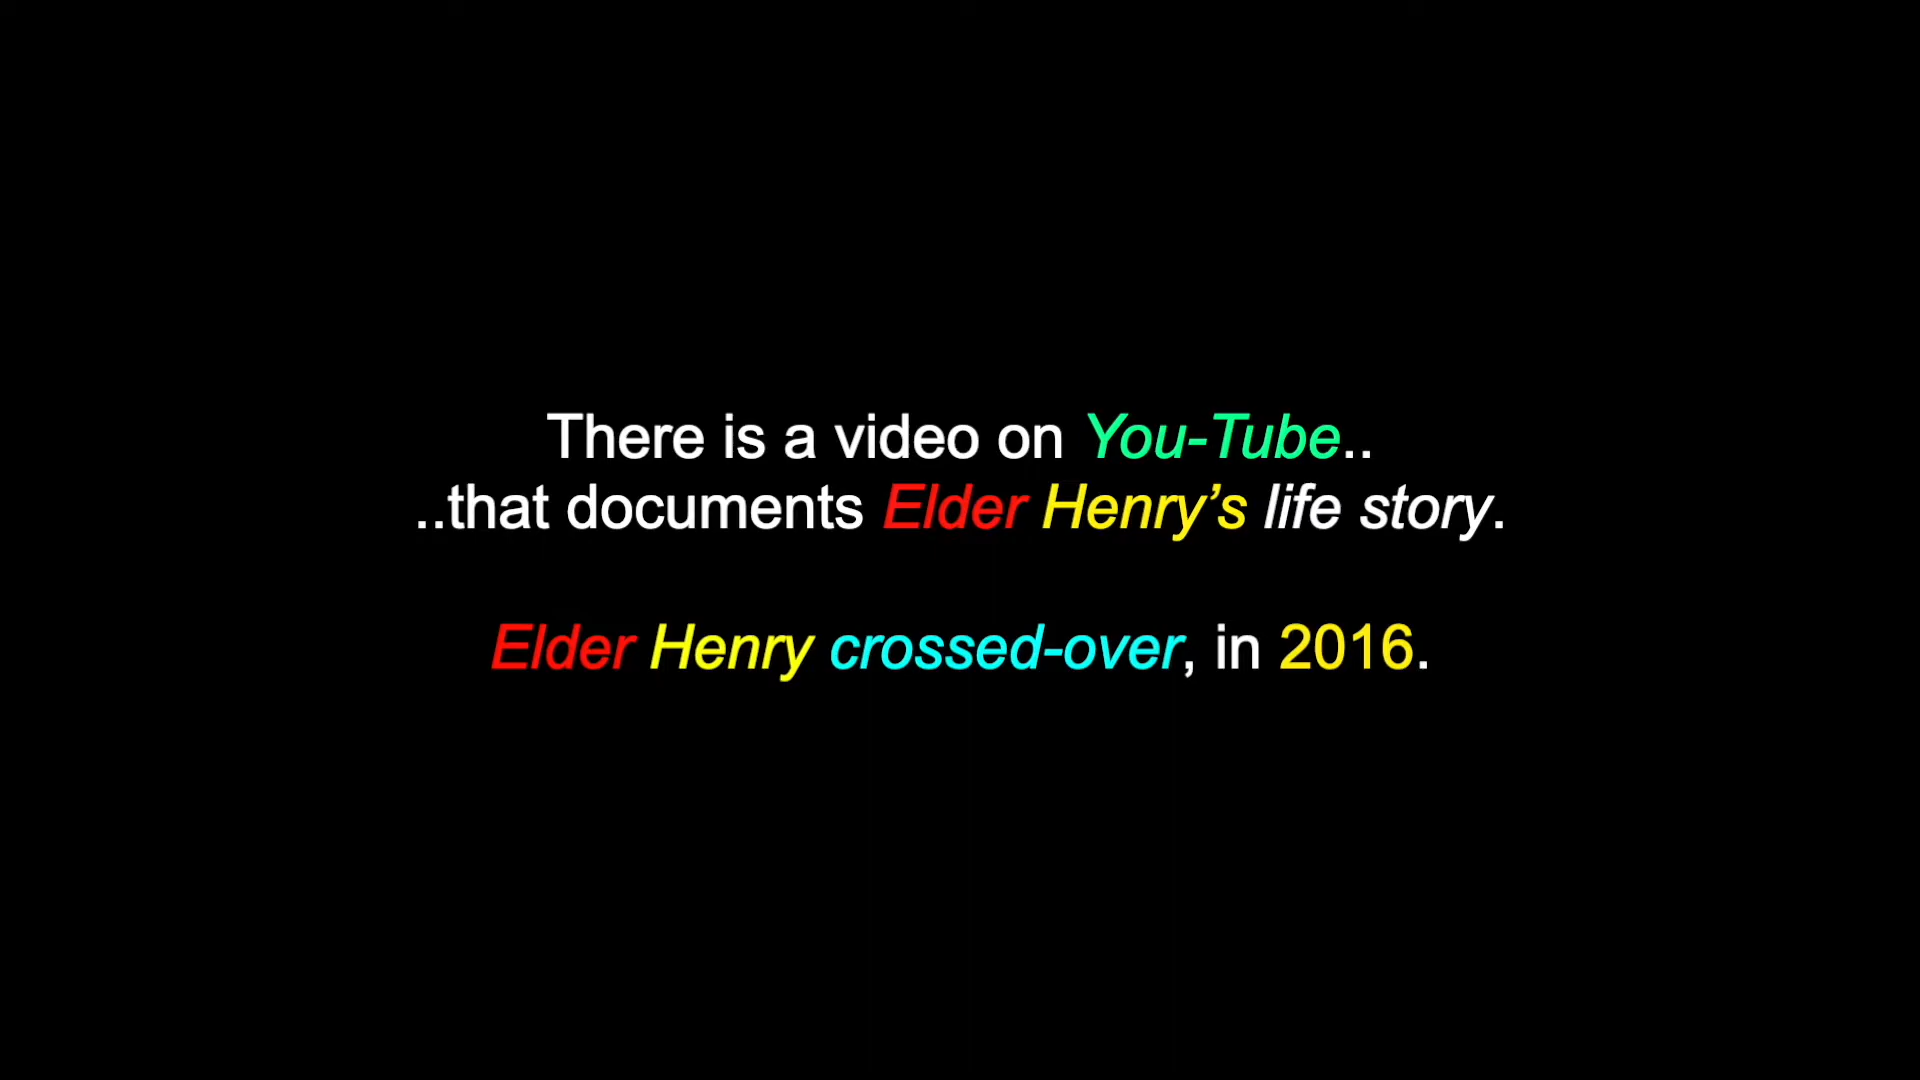 There is a video on You-Tube..
..that documents Elder Henry’s life story.
Elder Henry crossed-over, in 2016.